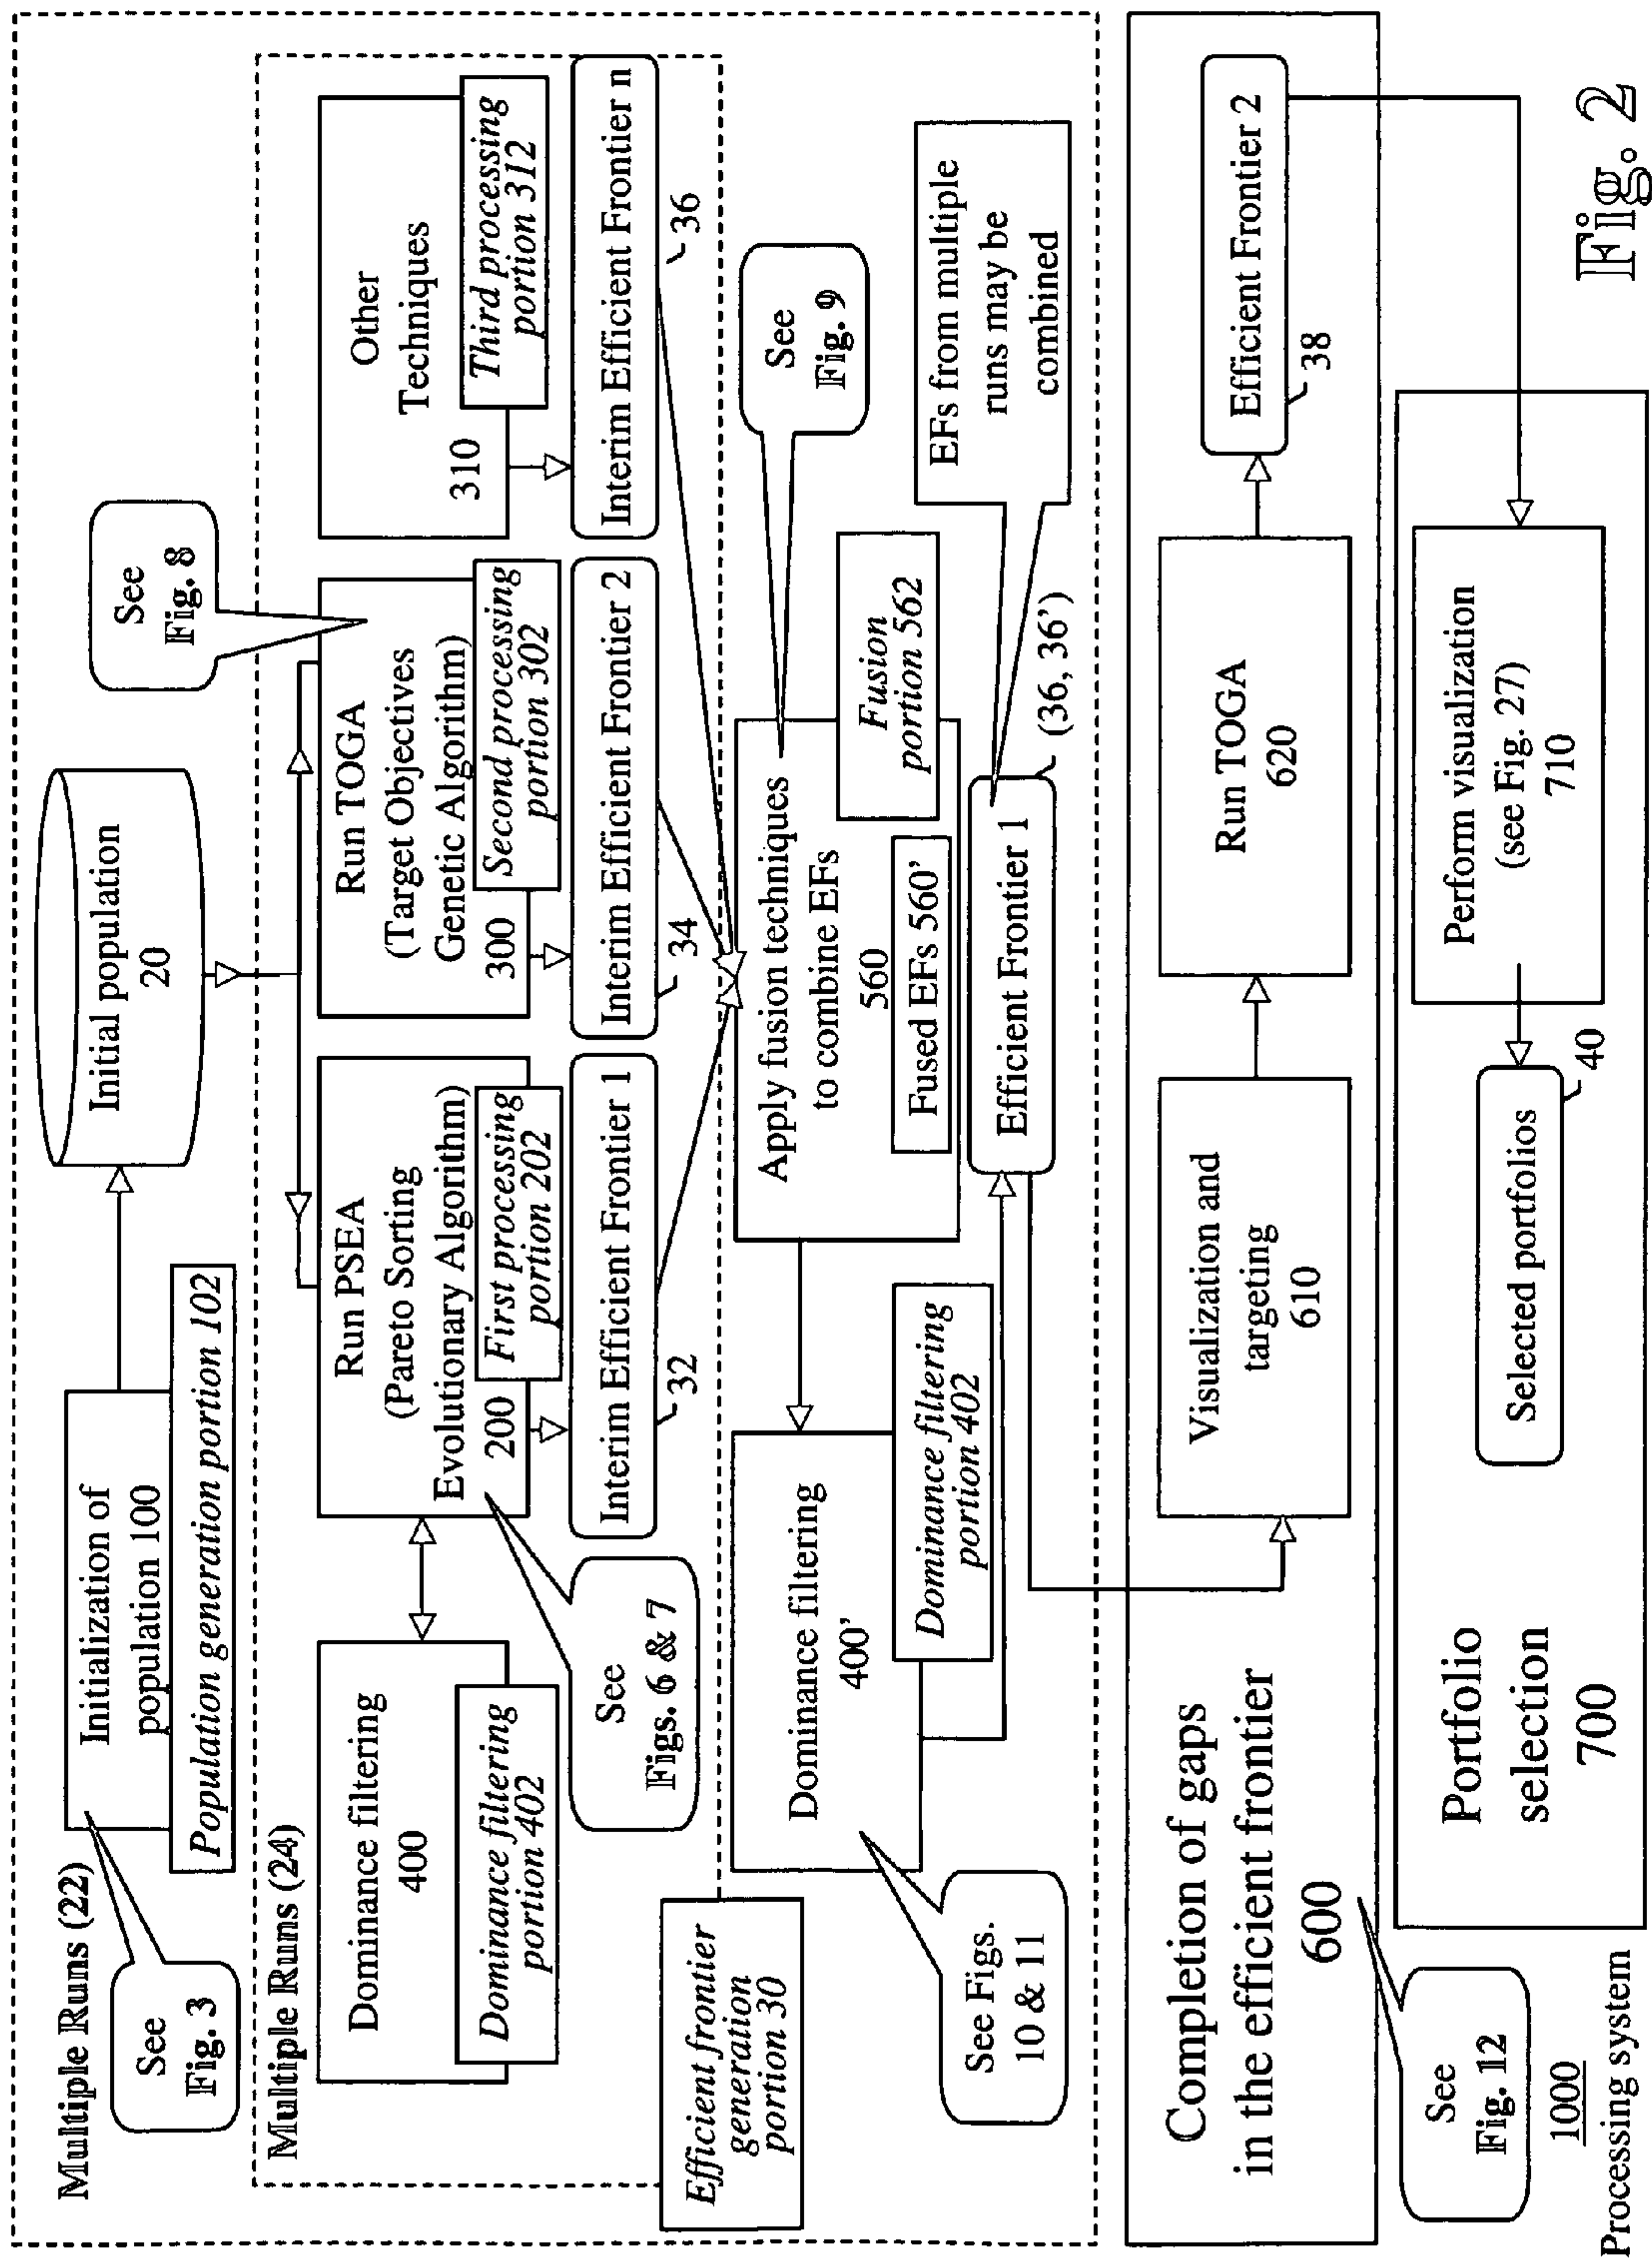 Multiple Runs (22)
See
Fig. 3
Initialization of
population 100
Population generation portion 102
Initial population
20
See
Fig. 8
Multiple Runs (24)
Dominance filtering
400
Dominance filtering
portion 402
Run PSEA
(Pareto Sorting
Evolutionary Algorithm)
200
First processing
portion 202
Run TOGA
(Target Objectives
Genetic Algorithm)
300
Second processing
portion 302
Other
Techniques
310
Third processing
portion 312
See
Figs. 6 & 7
Interim Efficient Frontier 1
32
Interim Efficient Frontier 2
34
Interim Efficient Frontier n
36
Efficient frontier
generation
portion 30
Dominance filtering
400’
Dominance filtering
portion 402
See Figs.
10 & 11
Apply fusion techniques
to combine EFs
560
Fused EFs 560’
Fusion
portion 562
See
Fig. 9
Efficient Frontier 1
(36, 36’)
EFs from multiple
runs may be
combined
Completion of gaps
in the efficient frontier
600
See
Fig. 12
Visualization and
targeting
610
Run TOGA
620
Efficient Frontier 2
38
Portfolio
selection
700
Selected portfolios
40
Perform visualization
(see Fig. 27)
710
1000
Processing system
Fig. 2